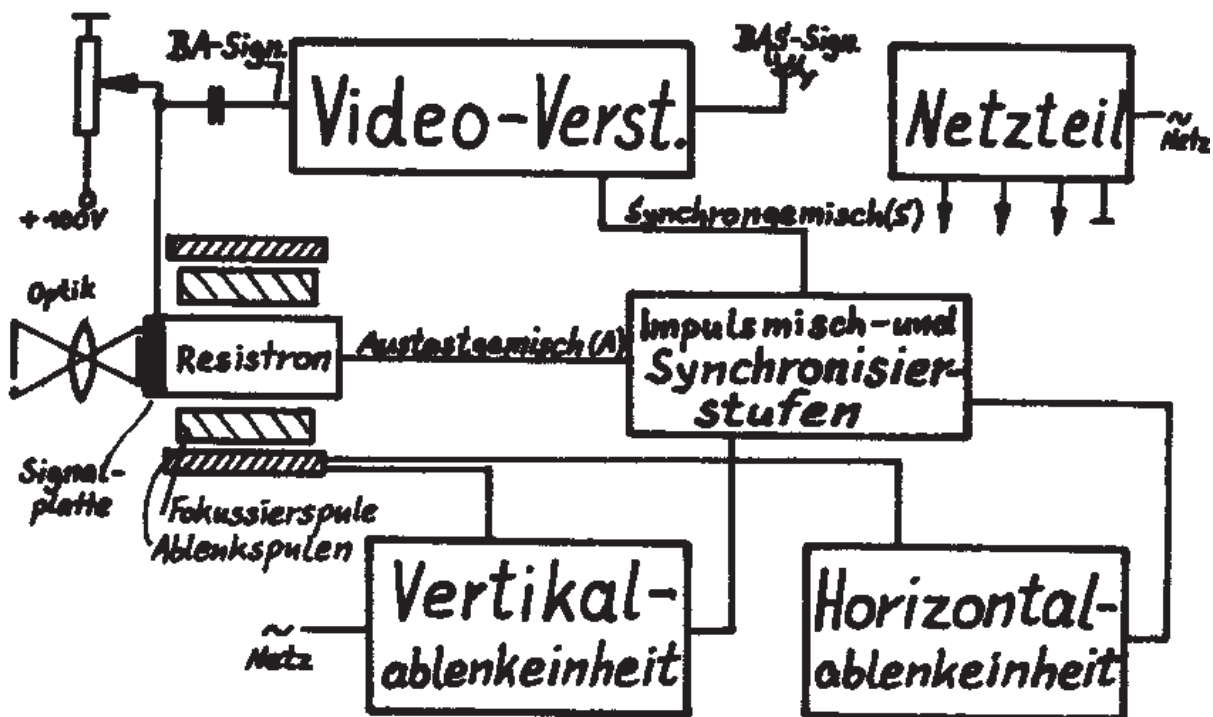 BA-Sign.
BAS-Sign.
Video-Verst.
Netzteil
~
Netz
+100V
Synchrongemisch(S)
Optik
Resistron
Austastgemisch(A)
Impulsmisch-und
Synchronisier-
stufen
Signal-
platte
Fokussierspule
Ablenkspulen
Vertikal-
ablenkeinheit
~
Netz
Horizontal-
ablenkeinheit